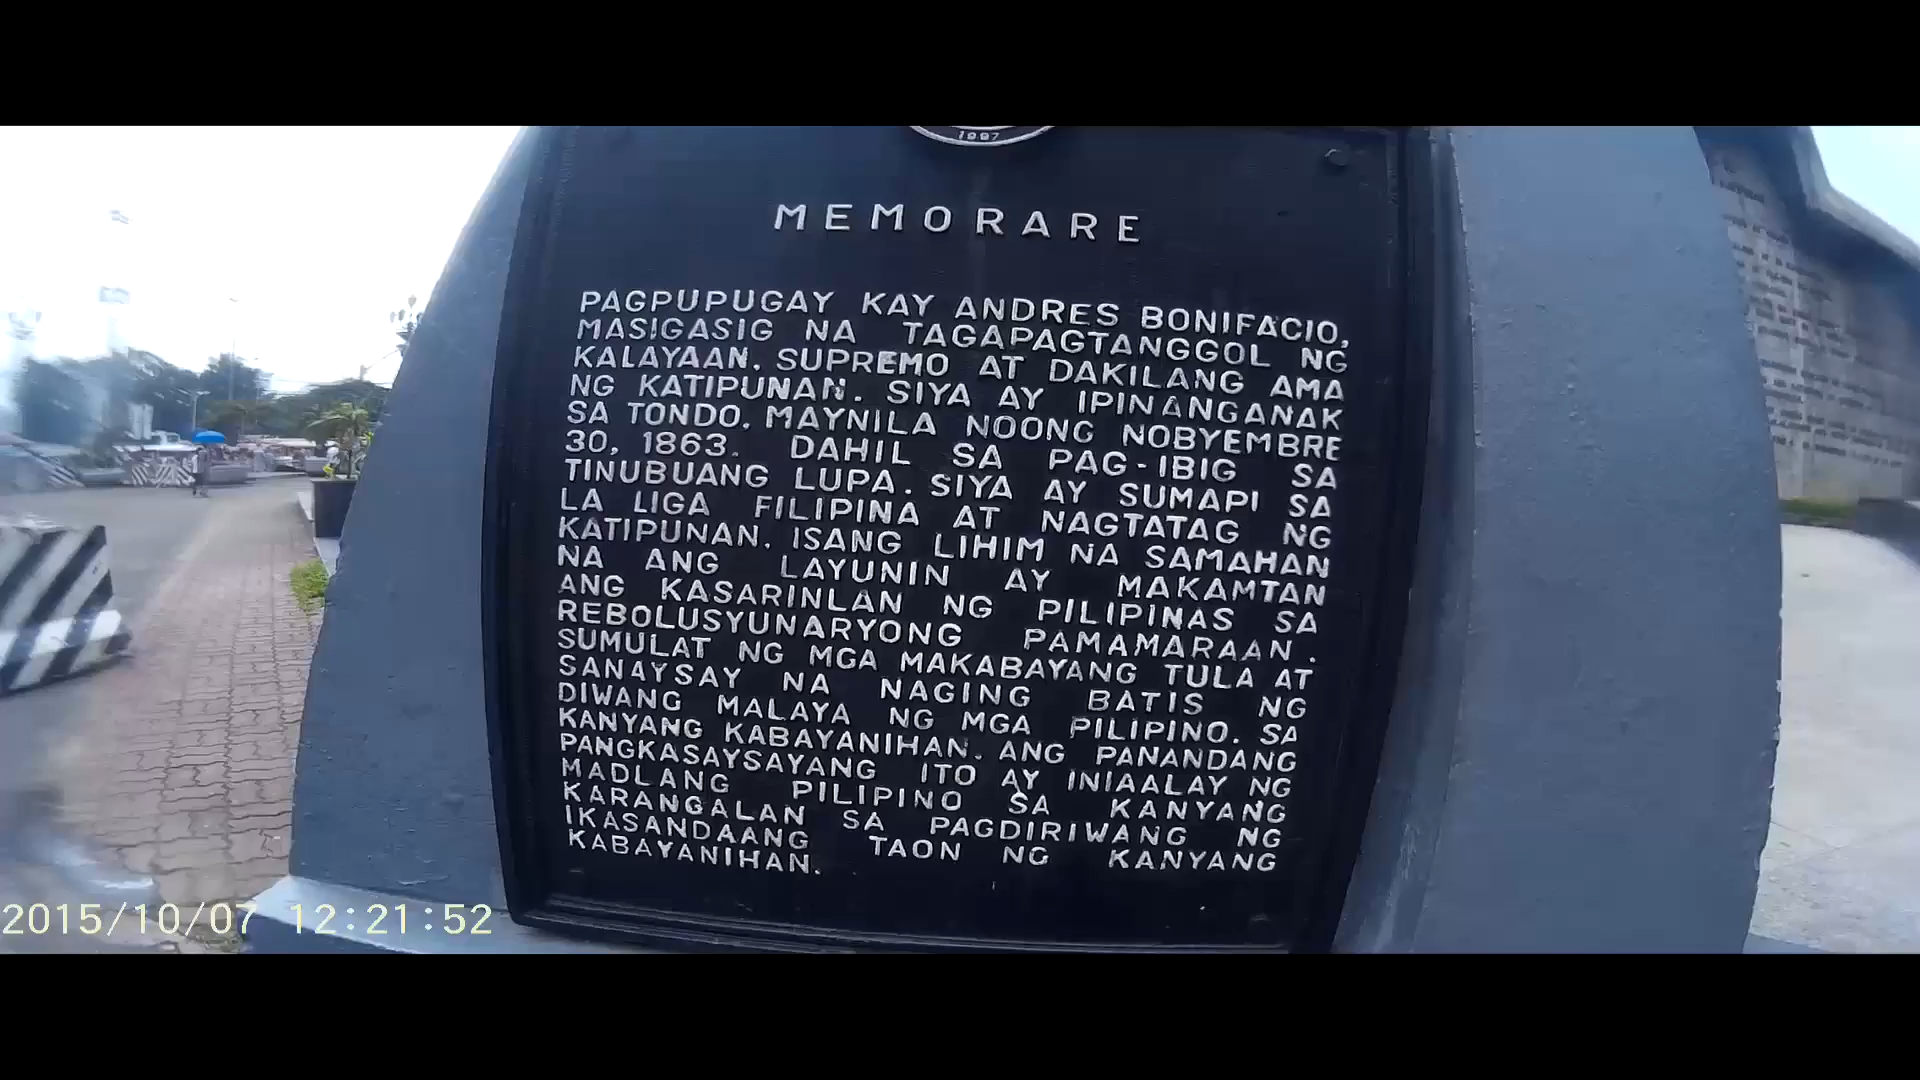 1997
MEMORARE
PAGPUPUGAY KAY ANDRES BONIFACIO,
MASIGASIG NA TAGAPAGTANGGOL NG
KALAYAAN, SUPREMO AT DAKILANG AMA
NG KATIPUNAN. SIYA AY IPINANGANAK
SA TONDO, MAYNILA NOONG NOBYEMBRE
30, 1863. DAHIL SA PAG-IBIG SA
TINUBUANG LUPA. SIYA AY SUMAPI SA
LA LIGA FILIPINA AT NAGTATAG NG
KATIPUNAN, ISANG LIHIM NA SAMAHAN
NA ANG LAYUNIN AY MAKAMTAN
ANG KASARINLAN NG PILIPINAS SA
REBOLUSYUNARYONG PAMAMARAAN.
SUMULAT NG MGA MAKABAYANG TULA AT
SANAYSAY NA NAGING BATIS NG
DIWANG MALAYA NG MGA PILIPINO. SA
KANYANG KABAYANIHAN, ANG PANANDANG
PANGKASAYSAYANG ITO AY INIAALAY NG
MADLANG PILIPINO SA KANYANG
KARANGALAN SA PAGDIRIWANG NG
IKASANDAANG TAON NG KANYANG
KABAYANIHAN.
2015/10/07 12:21:52